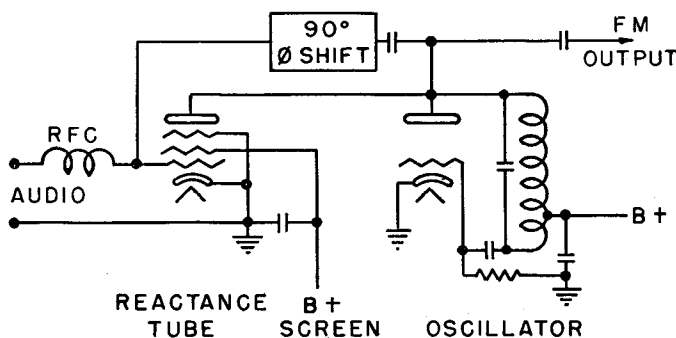 90°
Ø SHIFT
FM
OUTPUT
RFC
AUDIO
B+
REACTANCE
TUBE
B+
SCREEN
OSCILLATOR